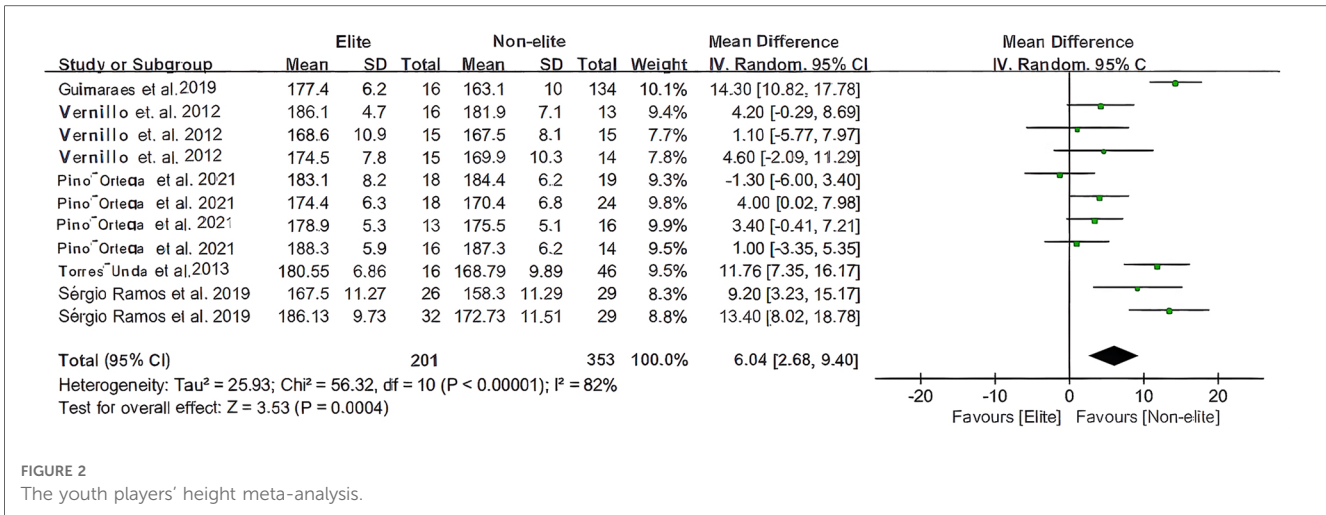 Elite Non-elite Mean Difference Mean Difference
Study or Subgroup Mean SD Total Mean SD Total Weight IV. Random. 95% CI IV. Random. 95% C
Guimaraes et al. 2019 177.4 6.2 16 163.1 10 134 10.1% 14.30 [10.82, 17.78]
Vernillo et. al. 2012 186.1 4.7 16 181.9 7.1 13 9.4% 4.20 [-0.29, 8.69]
Vernillo et. al. 2012 168.6 10.9 15 167.5 8.1 15 7.7% 1.10 [-5.77, 7.97]
Vernillo et. al. 2012 174.5 7.8 15 169.9 10.3 14 7.8% 4.60 [-2.09, 11.29]
Pino-Ortega et al. 2021 183.1 8.2 18 184.4 6.2 19 9.3% -1.30 [-6.00, 3.40]
Pino-Ortega et al. 2021 174.4 6.3 18 170.4 6.8 24 9.8% 4.00 [0.02, 7.98]
Pino-Ortega et al. 2021 178.9 5.3 13 175.5 5.1 16 9.9% 3.40 [-0.41, 7.21]
Pino-Ortega et al. 2021 188.3 5.9 16 187.3 6.2 14 9.5% 1.00 [-3.35, 5.35]
Torres-Unda et al. 2013 180.55 6.86 16 168.79 9.89 46 9.5% 11.76 [7.35, 16.17]
Sérgio Ramos et al. 2019 167.5 11.27 26 158.3 11.29 29 8.3% 9.20 [3.23, 15.17]
Sérgio Ramos et al. 2019 186.13 9.73 32 172.73 11.51 29 8.8% 13.40 [8.02, 18.78]
Total (95% CI) 201 353 100.0% 6.04 [2.68, 9.40]
Heterogeneity: Tau² = 25.93; Chi² = 56.32, df = 10 (P < 0.00001); I² = 82%
Test for overall effect: Z = 3.53 (P = 0.0004)
-20 -10 0 10 20
Favours [Elite] Favours [Non-elite]
FIGURE 2
The youth players' height meta-analysis.